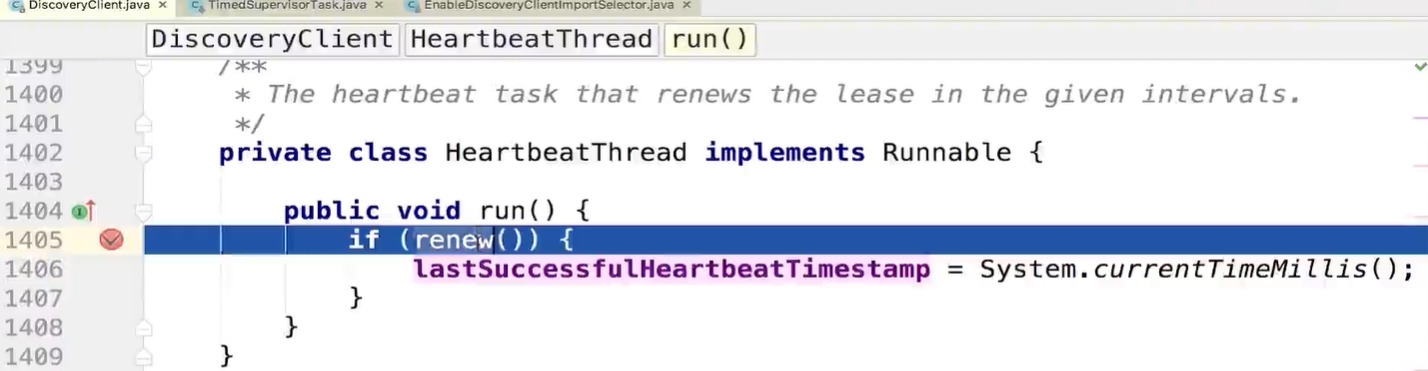 DiscoveryClient.java × TimedSupervisorTask.java × EnableDiscoveryClientImportSelector.java ×
DiscoveryClient HeartbeatThread run()
1399 /**
1400 * The heartbeat task that renews the lease in the given intervals.
1401 */
1402 private class HeartbeatThread implements Runnable {
1403
1404 public void run() {
1405 if (renew()) {
1406 lastSuccessfulHeartbeatTimestamp = System.currentTimeMillis();
1407 }
1408 }
1409 }